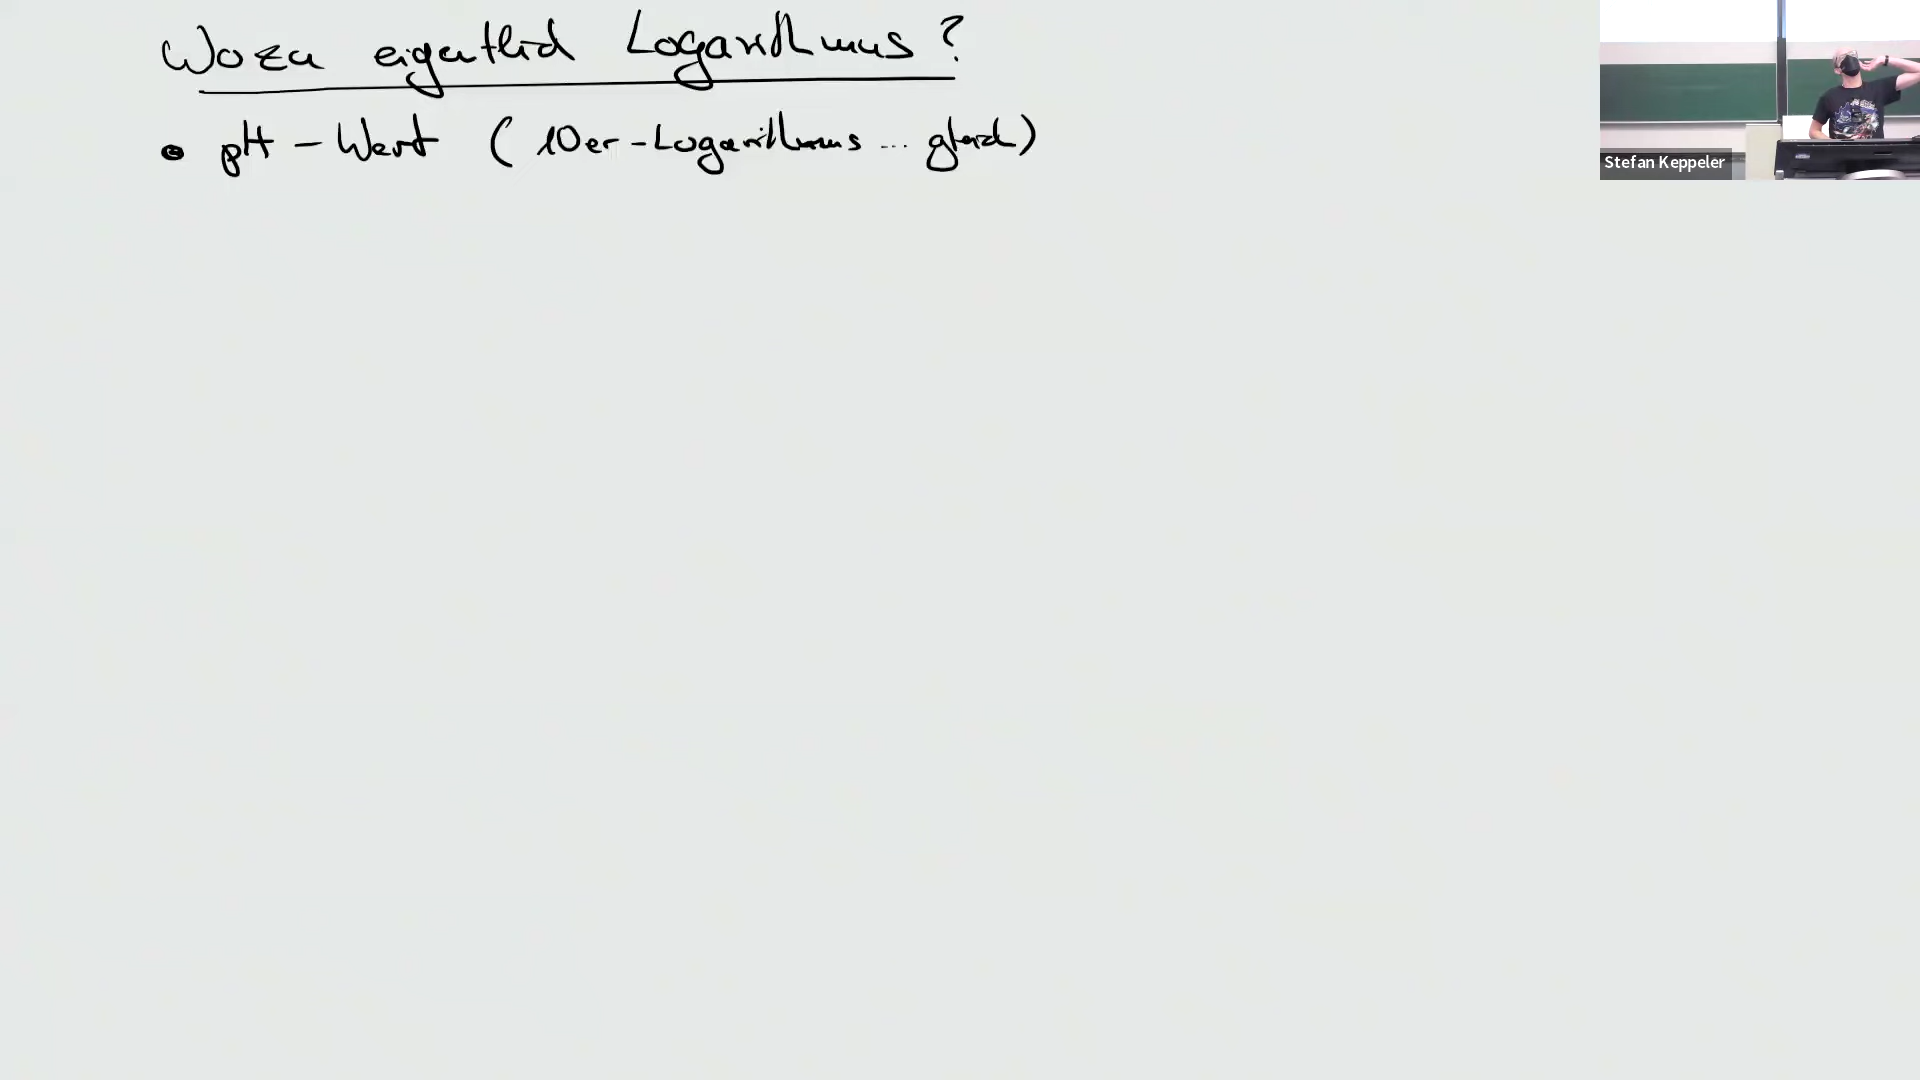 Wozu eigentlich Logarithmus?
• pH-Wert (10er-Logarithmus ... gleich)
Stefan Keppeler